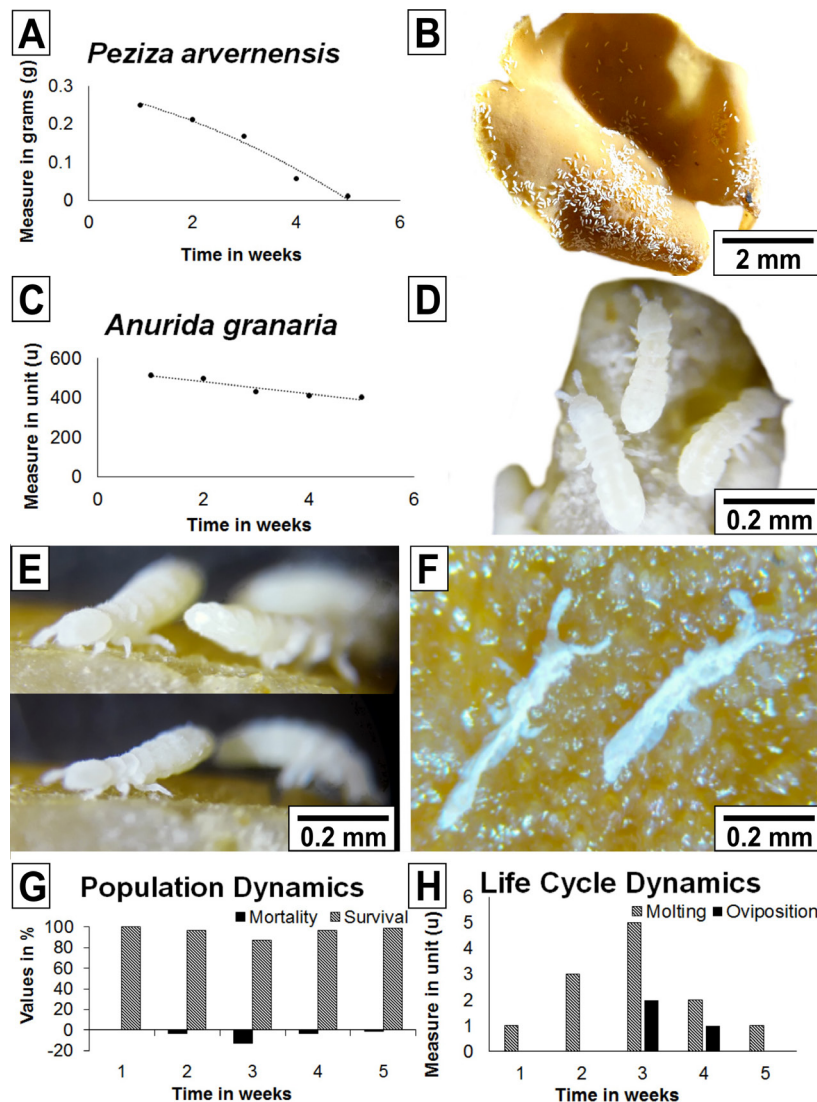 A
Peziza arvernensis
Measure in grams (g)
0.3
0.2
0.1
0
0
2
4
6
Time in weeks
B
2 mm
C
Anurida granaria
Measure in unit (u)
600
400
200
0
0
2
4
6
Time in weeks
D
0.2 mm
E
0.2 mm
F
0.2 mm
G
Population Dynamics
Mortality Survival
Values in %
100
80
60
40
20
0
-20
1 2 3 4 5
Time in weeks
H
Life Cycle Dynamics
Molting Oviposition
Measure in unit (u)
6
5
4
3
2
1
0
1 2 3 4 5
Time in weeks